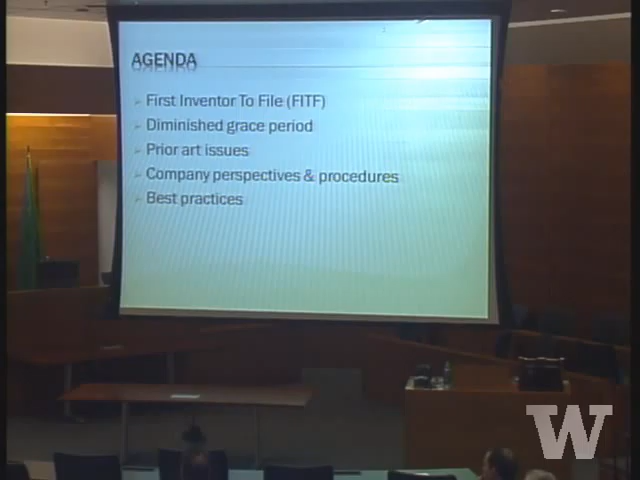 AGENDA
First Inventor To File (FITF)
Diminished grace period
Prior art issues
Company perspectives & procedures
Best practices
W